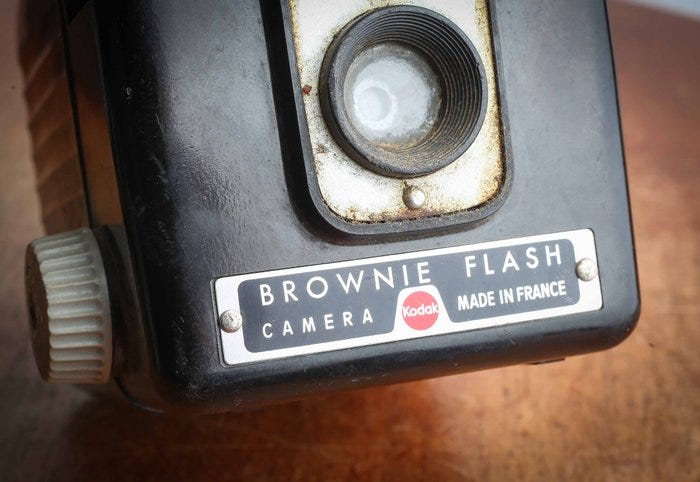 BROWNIE FLASH
CAMERA Kodak MADE IN FRANCE